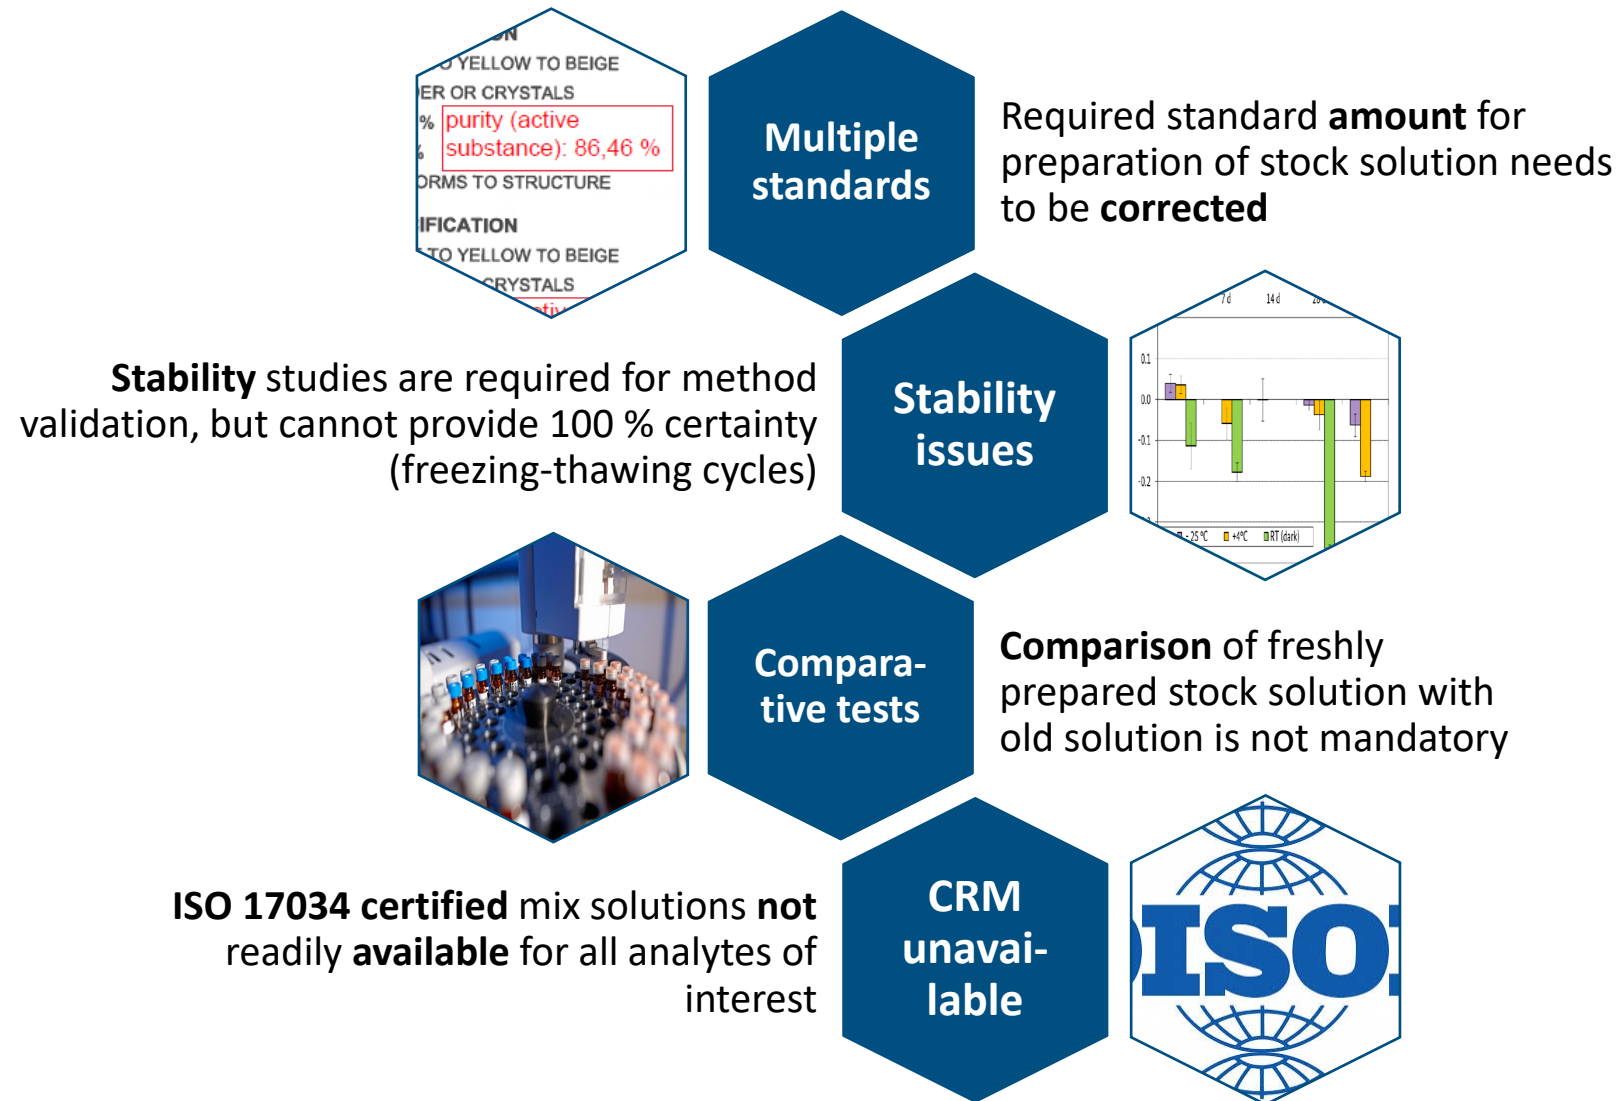 YELLOW TO BEIGE
ER OR CRYSTALS
% purity (active
substance): 86,46 %
ORMS TO STRUCTURE
IFICATION
TO YELLOW TO BEIGE
CRYSTALS
Multiple
standards
Required standard amount for
preparation of stock solution needs
to be corrected
Stability studies are required for method
validation, but cannot provide 100 % certainty
(freezing-thawing cycles)
Stability
issues
7 d 14 d
0.1
0.0
-0.1
-0.2
- 25 ºC +4ºC RT (dark)
Compara-
tive tests
Comparison of freshly
prepared stock solution with
old solution is not mandatory
ISO 17034 certified mix solutions not
readily available for all analytes of
interest
CRM
unavai-
lable
ISO